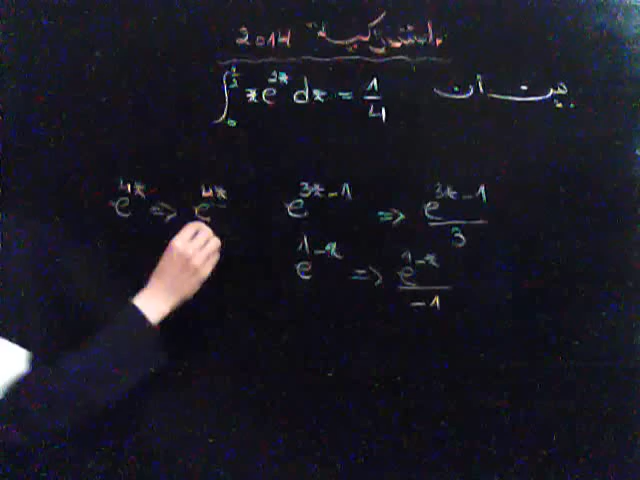 الاستدراكية 2014
∫₀^{1/2} xe^{2x} dx = 1/4 بين أن
e^{4x} => e^{4x}
e^{3x-1} => e^{3x-1}/3
e^{1-x} => e^{1-x}/-1